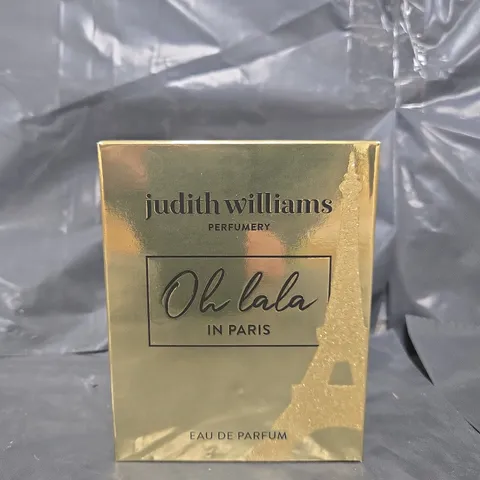 judith williams
PERFUMERY
Oh lala
IN PARIS
EAU DE PARFUM